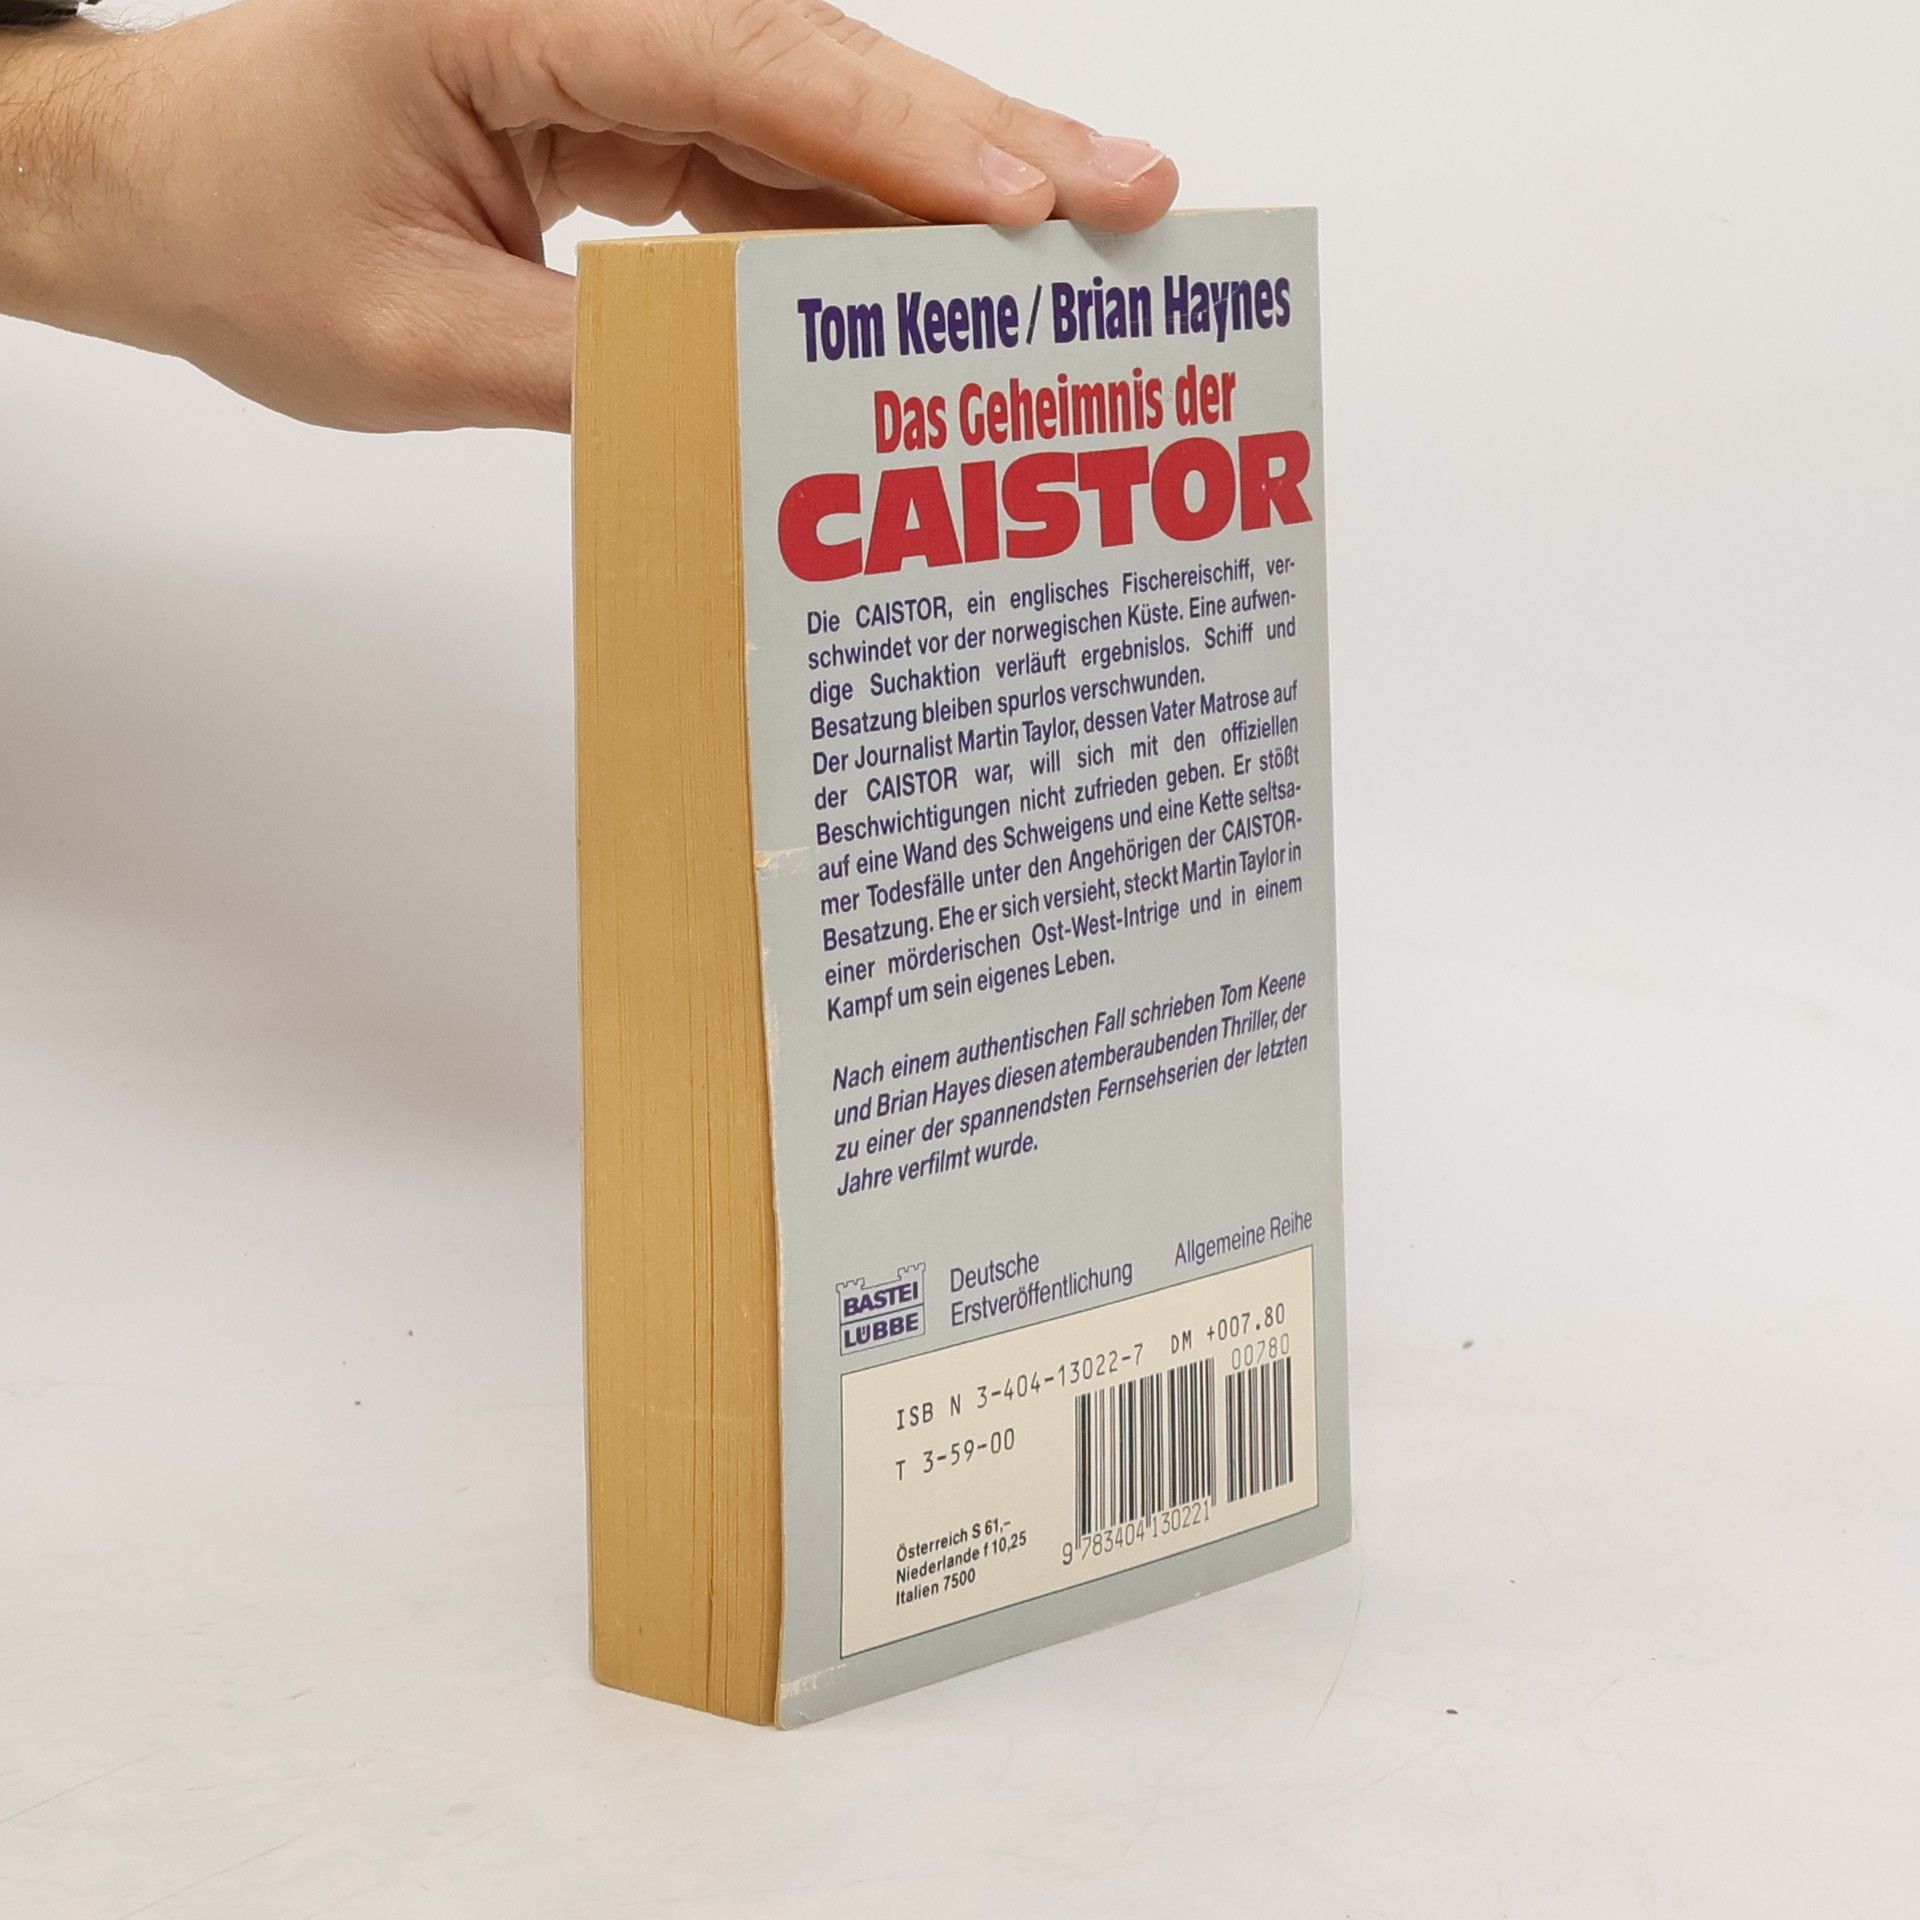 Tom Keene / Brian Haynes
Das Geheimnis der
CAISTOR
Die CAISTOR, ein englisches Fischereischiff, ver-
schwindet vor der norwegischen Küste. Eine aufwen-
dige Suchaktion verläuft ergebnislos. Schiff und
Besatzung bleiben spurlos verschwunden.
Der Journalist Martin Taylor, dessen Vater Matrose auf
der CAISTOR war, will sich mit den offiziellen
Beschwichtigungen nicht zufrieden geben. Er stößt
auf eine Wand des Schweigens und eine Kette seltsa-
mer Todesfälle unter den Angehörigen der CAISTOR-
Besatzung. Ehe er sich versieht, steckt Martin Taylor in
einer mörderischen Ost-West-Intrige und in einem
Kampf um sein eigenes Leben.
Nach einem authentischen Fall schrieben Tom Keene
und Brian Hayes diesen atemberaubenden Thriller, der
zu einer der spannendsten Fernsehserien der letzten
Jahre verfilmt wurde.
BASTEI
LÜBBE
Deutsche
Erstveröffentlichung
Allgemeine Reihe
ISB N 3-404-13022-7 DM +007.80
00780
T 3-59-00
Österreich S 61,–
Niederlande f 10,25
Italien 7500
9 783404 130221